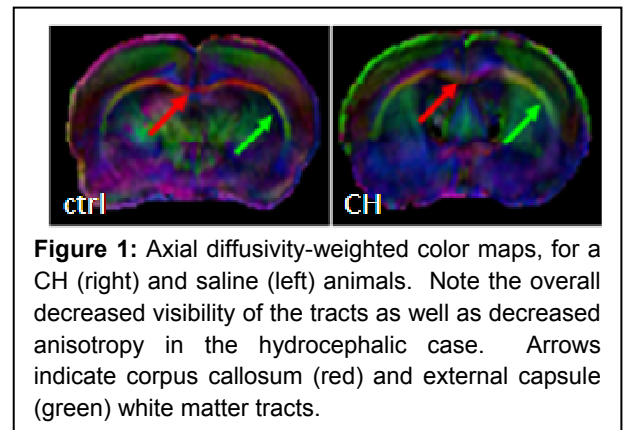 ctrl CH
Figure 1: Axial diffusivity-weighted color maps, for a
CH (right) and saline (left) animals. Note the overall
decreased visibility of the tracts as well as decreased
anisotropy in the hydrocephalic case. Arrows
indicate corpus callosum (red) and external capsule
(green) white matter tracts.